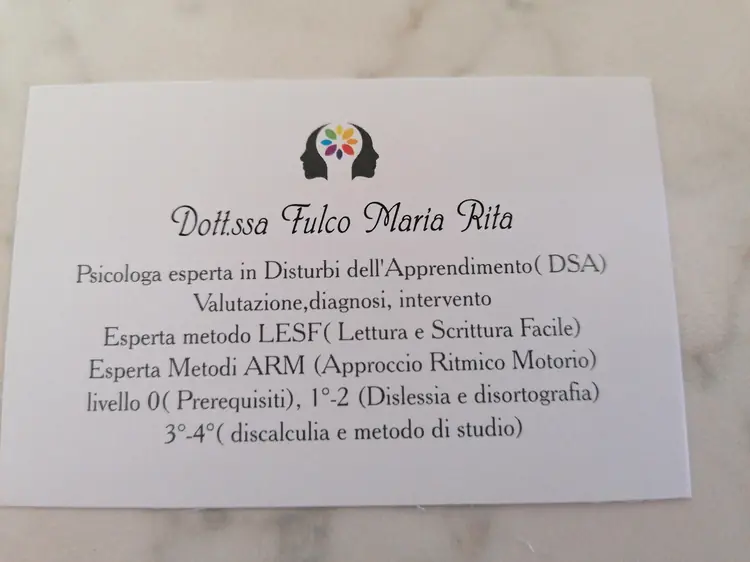 Dott.ssa Fulco Maria Rita
Psicologa esperta in Disturbi dell'Apprendimento( DSA)
Valutazione,diagnosi, intervento
Esperta metodo LESF( Lettura e Scrittura Facile)
Esperta Metodi ARM (Approccio Ritmico Motorio)
livello 0( Prerequisiti), 1°-2 (Dislessia e disortografia)
3°-4°( discalculia e metodo di studio)